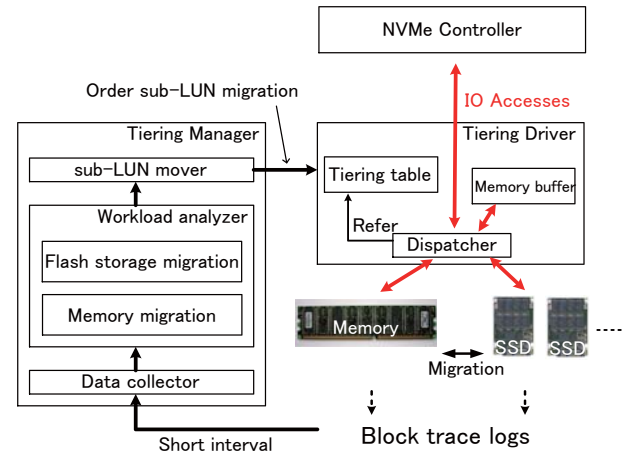 NVMe Controller
Order sub-LUN migration
IO Accesses
Tiering Manager
Tiering Driver
sub-LUN mover
Tiering table
Memory buffer
Workload analyzer
Refer
Dispatcher
Flash storage migration
Memory migration
Memory
SSD
SSD
Migration
Data collector
Short interval
Block trace logs